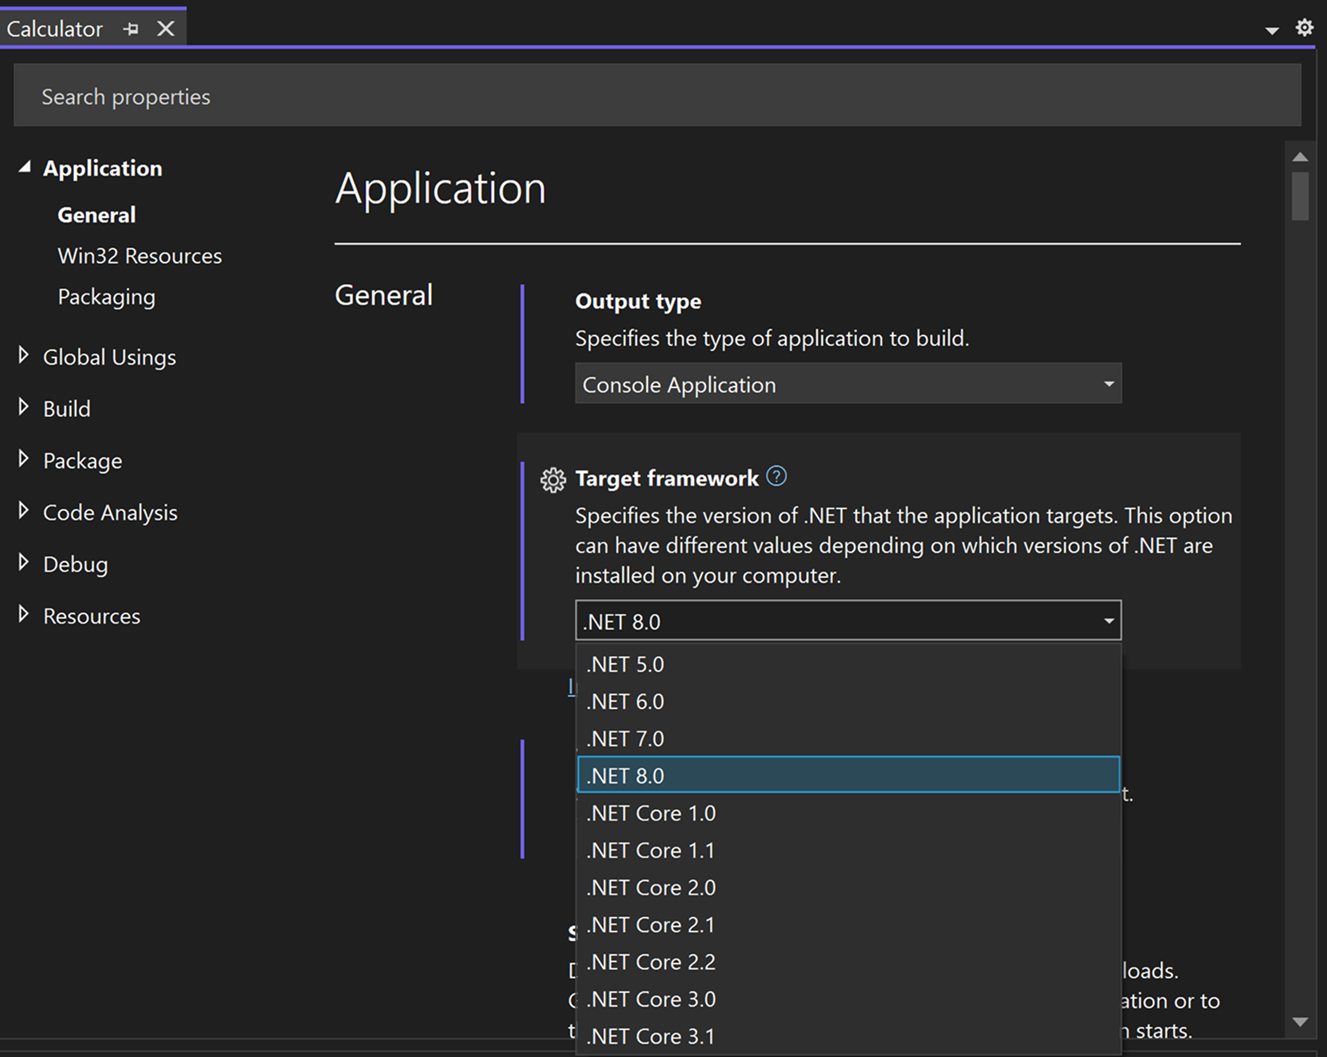 Calculator
Search properties
Application
General
Win32 Resources
Packaging
Global Usings
Build
Package
Code Analysis
Debug
Resources
Application
General
Output type
Specifies the type of application to build.
Console Application
Target framework
Specifies the version of .NET that the application targets. This option
can have different values depending on which versions of .NET are
installed on your computer.
.NET 8.0
.NET 5.0
.NET 6.0
.NET 7.0
.NET 8.0
.NET Core 1.0
.NET Core 1.1
.NET Core 2.0
.NET Core 2.1
.NET Core 2.2
.NET Core 3.0
.NET Core 3.1
t.
loads.
ation or to
n starts.